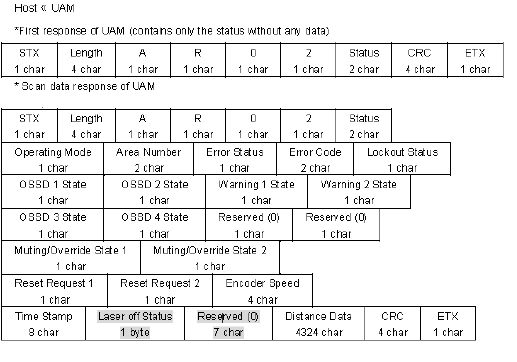 Host « UAM
*First response of UAM (contains only the status without any data)
STX Length A R 0 2 Status CRC ETX
1 char 4 char 1 char 1 char 1 char 1 char 2 char 4 char 1 char
* Scan data response of UAM
STX Length A R 0 2 Status
1 char 4 char 1 char 1 char 1 char 1 char 2 char
Operating Mode Area Number Error Status Error Code Lockout Status
1 char 2 char 1 char 2 char 1 char
OSSD 1 State OSSD 2 State Warning 1 State Warning 2 State
1 char 1 char 1 char 1 char
OSSD 3 State OSSD 4 State Reserved (0) Reserved (0)
1 char 1 char 1 char 1 char
Muting/Override State 1 Muting/Override State 2
1 char 1 char
Reset Request 1 Reset Request 1 Encoder Speed
1 char 1 char 4 char
Time Stamp Laser off Status Reserved (0) Distance Data CRC ETX
8 char 1 byte 7 char 4324 char 4 char 1 char